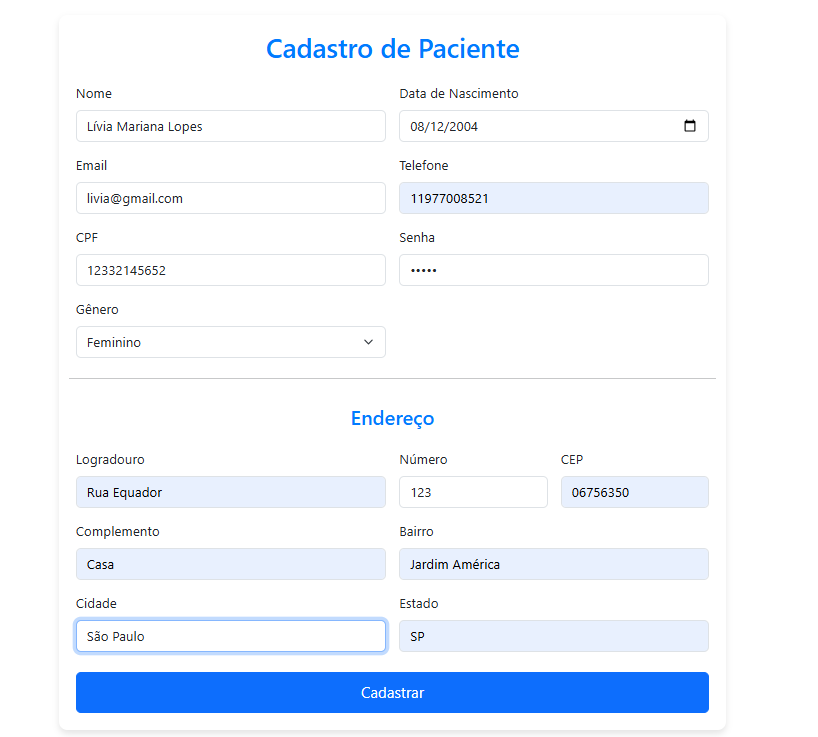 Cadastro de Paciente
Nome Data de Nascimento
Lívia Mariana Lopes 08/12/2004
Email Telefone
livia@gmail.com 11977008521
CPF Senha
12332145652 •••••
Gênero
Feminino
Endereço
Logradouro Número CEP
Rua Equador 123 06756350
Complemento Bairro
Casa Jardim América
Cidade Estado
São Paulo SP
Cadastrar